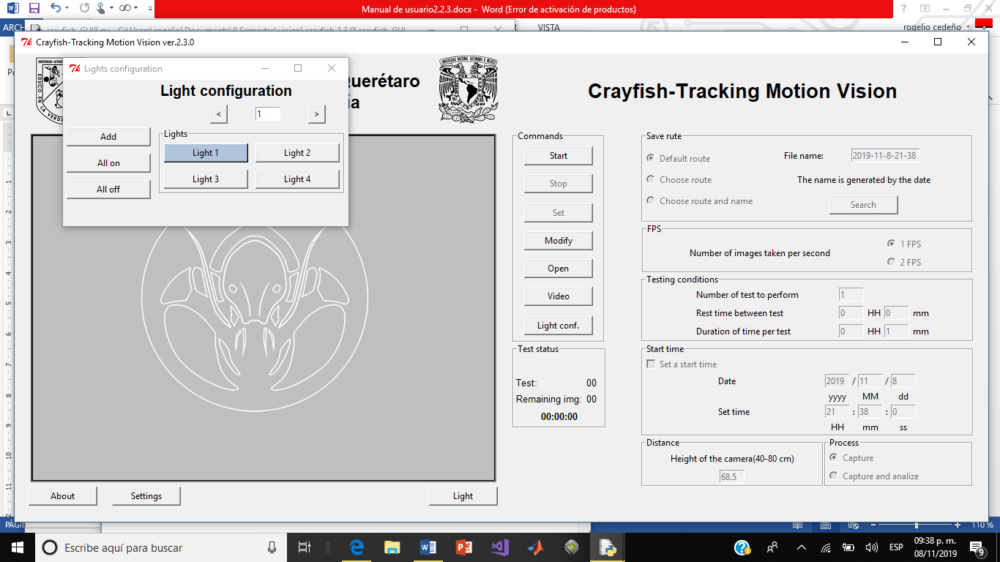 Manual de usuario2.2.3.docx - Word (Error de activación de productos)
ARCH
VISTA
rogelio cedeño
Crayfish-Tracking Motion Vision ver.2.3.0
Lights configuration
Querétaro
ía
Crayfish-Tracking Motion Vision
Light configuration
< 1 >
Add
All on
All off
Lights
Light 1 Light 2
Light 3 Light 4
Commands
Start
Stop
Set
Modify
Open
Video
Light conf.
Test status
Test: 00
Remaining img: 00
00:00:00
Save rute
Default route File name: 2019-11-8-21-38
Choose route The name is generated by the date
Choose route and name Search
FPS
Number of images taken per second
1 FPS
2 FPS
Testing conditions
Number of test to perform 1
Rest time between test 0 HH 0 mm
Duration of time per test 0 HH 1 mm
Start time
Set a start time
Date 2019 / 11 / 8
yyyy MM dd
Set time 21 : 38 : 0
HH mm ss
Distance
Height of the camera(40-80 cm)
68.5
Process
Capture
Capture and analize
About Settings Light
PÁGI
110 %
Escribe aquí para buscar
ESP
09:38 p. m.
08/11/2019
9